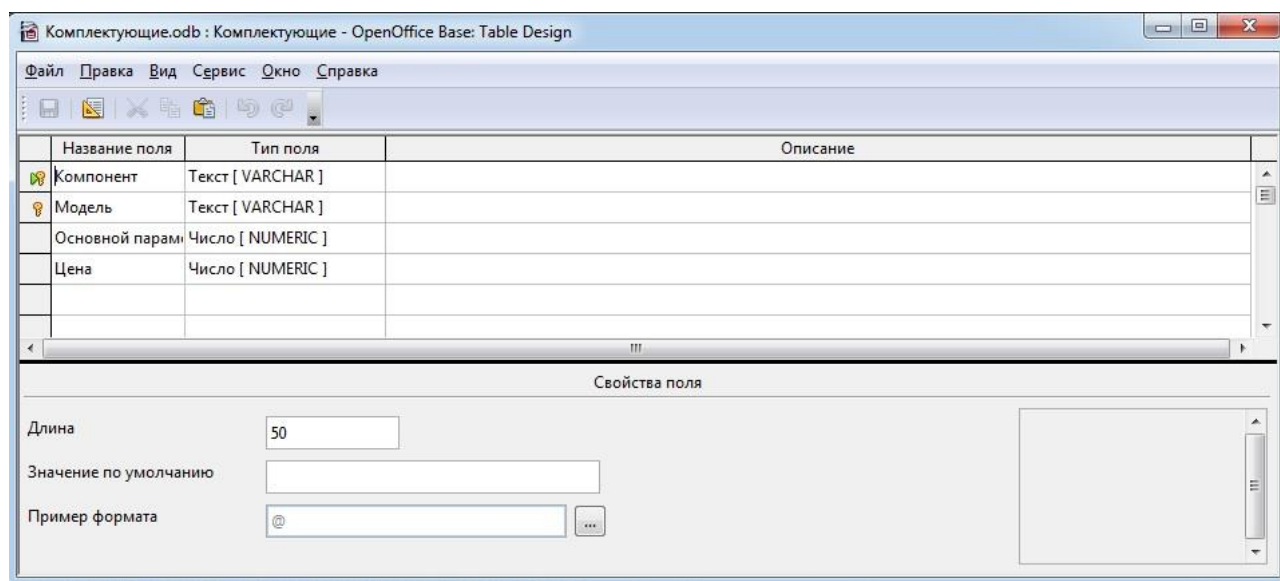 Комплектующие.odb : Комплектующие - OpenOffice Base: Table Design
Файл Правка Вид Сервис Окно Справка
Название поля Тип поля Описание
Компонент Текст [ VARCHAR ]
Модель Текст [ VARCHAR ]
Основной парам Число [ NUMERIC ]
Цена Число [ NUMERIC ]
Свойства поля
Длина 50
Значение по умолчанию
Пример формата @ ...